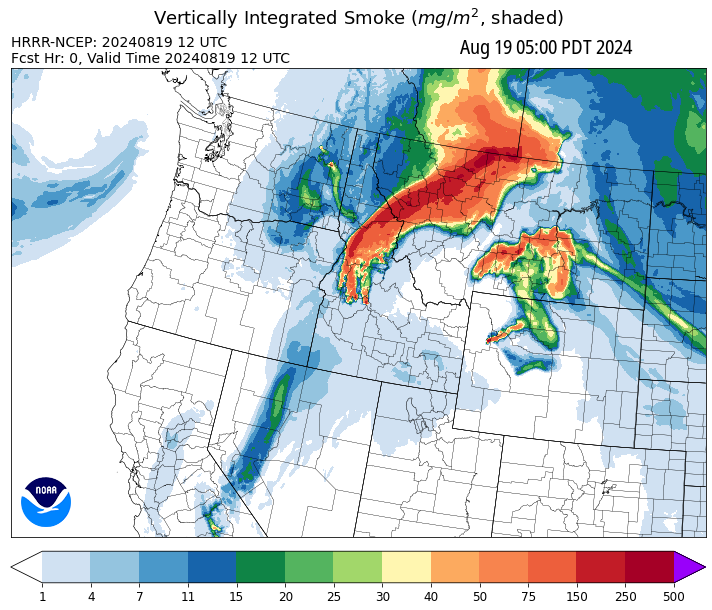 Vertically Integrated Smoke (mg/m², shaded)
HRRR-NCEP: 20240819 12 UTC
Fcst Hr: 0, Valid Time 20240819 12 UTC
Aug 19 05:00 PDT 2024
NOAA
1 4 7 11 15 20 25 30 40 50 75 150 250 500